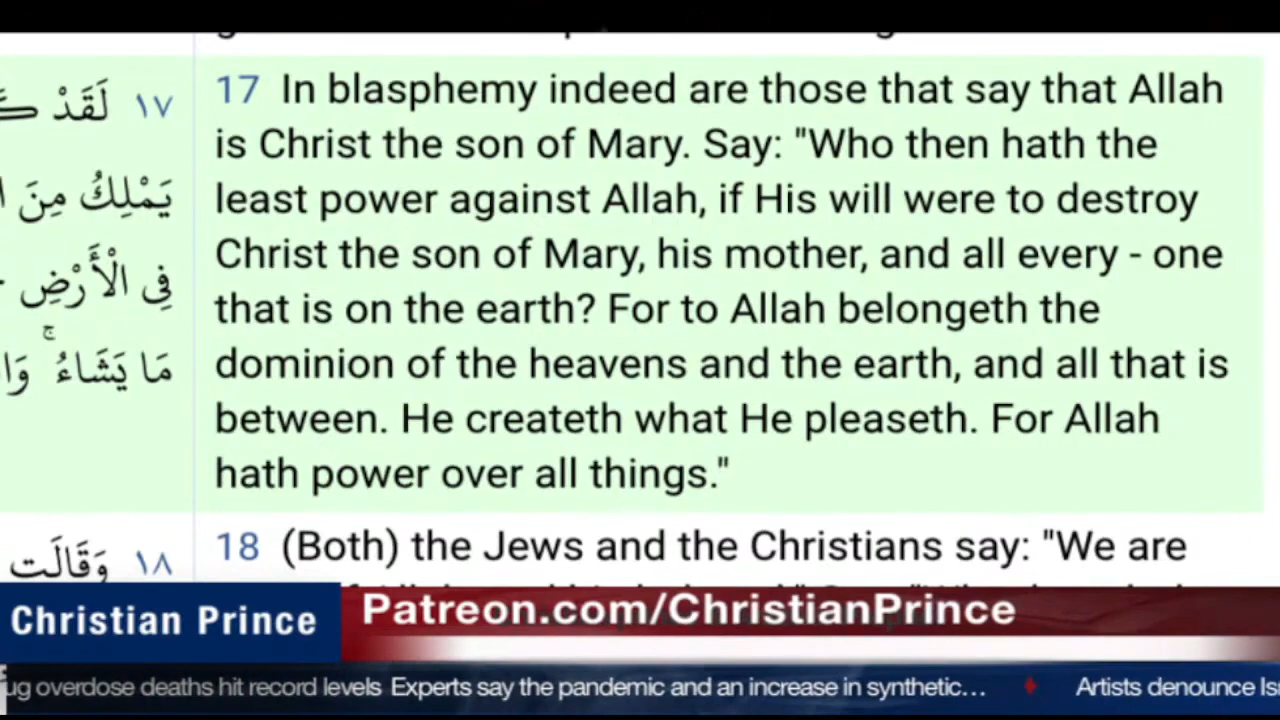 17 In blasphemy indeed are those that say that Allah
is Christ the son of Mary. Say: "Who then hath the
least power against Allah, if His will were to destroy
Christ the son of Mary, his mother, and all every - one
that is on the earth? For to Allah belongeth the
dominion of the heavens and the earth, and all that is
between. He createth what He pleaseth. For Allah
hath power over all things."
18 (Both) the Jews and the Christians say: "We are
١٧ لَقَدْ
يَمْلِكُ مِنَ
فِى الْأَرْضِ
مَا يَشَاءُ ۚ
١٨ وَقَالَتِ
Christian Prince
Patreon.com/ChristianPrince
overdose deaths hit record levels Experts say the pandemic and an increase in synthetic... Artists denounce